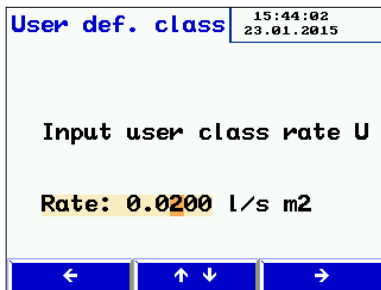 User def. class
15:44:02
23.01.2015
Input user class rate U
Rate: 0.0200 l/s m2
← ↑ ↓ →